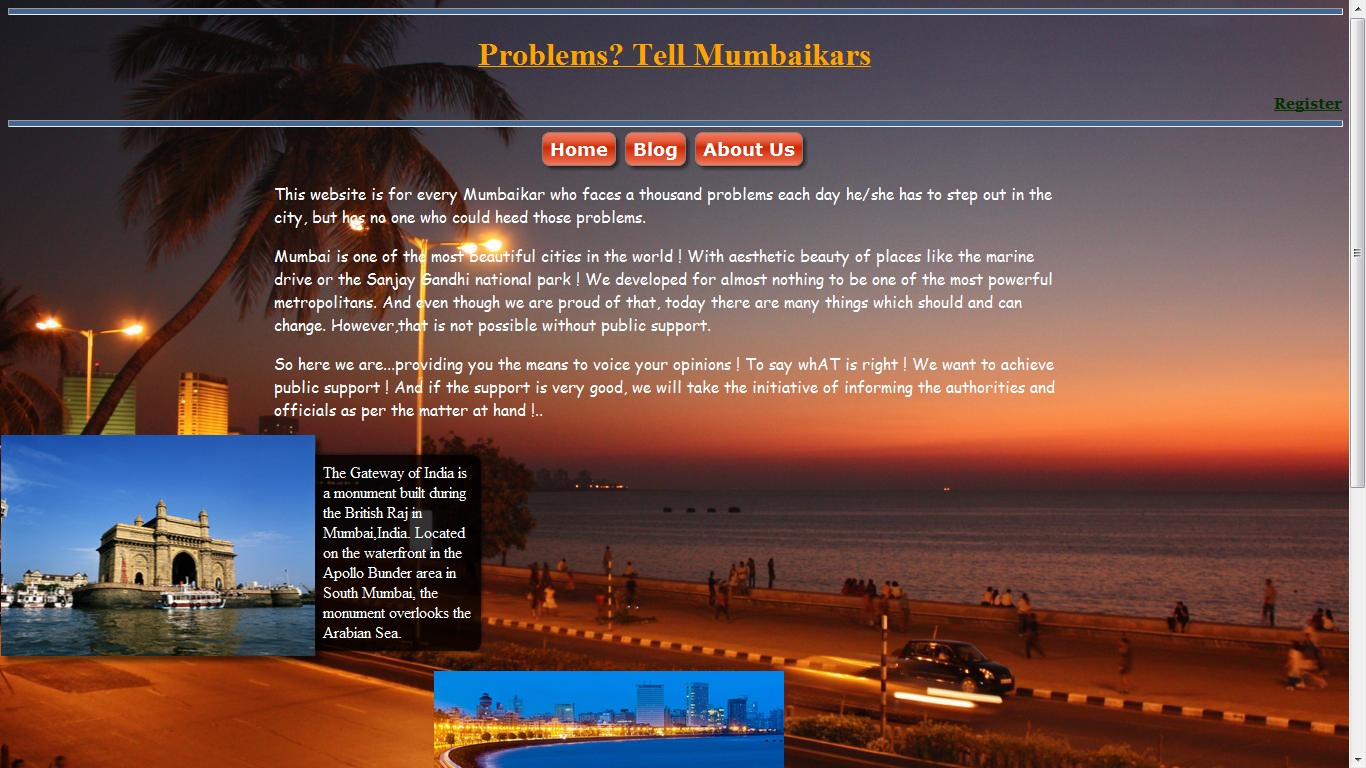 Problems? Tell Mumbaikars
Register
Home Blog About Us
This website is for every Mumbaikar who faces a thousand problems each day he/she has to step out in the
city, but has no one who could heed those problems.
Mumbai is one of the most beautiful cities in the world ! With aesthetic beauty of places like the marine
drive or the Sanjay Gandhi national park ! We developed for almost nothing to be one of the most powerful
metropolitans. And even though we are proud of that, today there are many things which should and can
change. However,that is not possible without public support.
So here we are...providing you the means to voice your opinions ! To say whAT is right ! We want to achieve
public support ! And if the support is very good, we will take the initiative of informing the authorities and
officials as per the matter at hand !..
The Gateway of India is
a monument built during
the British Raj in
Mumbai,India. Located
on the waterfront in the
Apollo Bunder area in
South Mumbai, the
monument overlooks the
Arabian Sea.